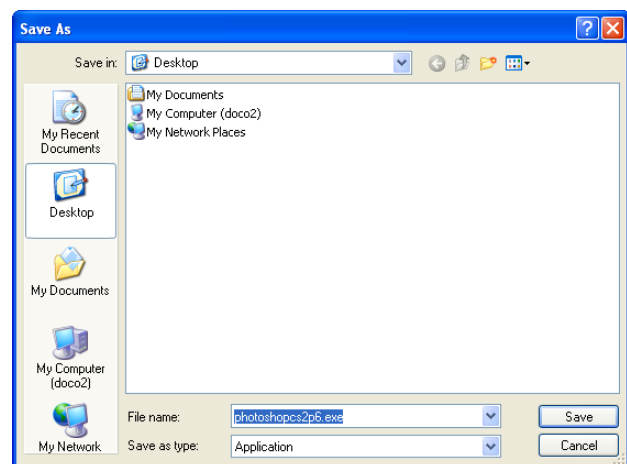 Save As
Save in:
Desktop
My Documents
My Computer (doco2)
My Network Places
My Recent
Documents
Desktop
My Documents
My Computer
(doco2)
My Network
File name:
photoshopcs2p6.exe
Save
Save as type:
Application
Cancel